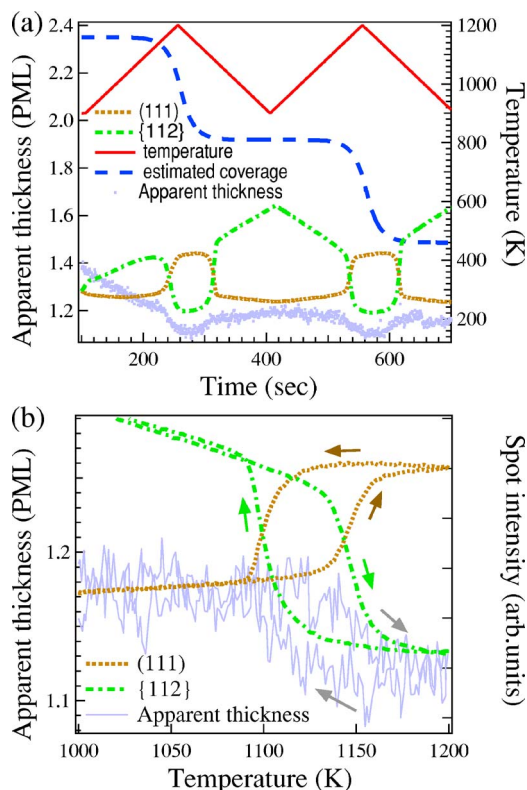 (a)
2.4
2.2
2.0
1.8
1.6
1.4
1.2
Apparent thickness (PML)
(111)
{112}
temperature
estimated coverage
Apparent thickness
1200
1000
800
600
400
200
Temperature (K)
200
400
600
Time (sec)
(b)
1.2
1.1
Apparent thickness (PML)
(111)
{112}
Apparent thickness
Spot intensity (arb.units)
1000
1050
1100
1150
1200
Temperature (K)